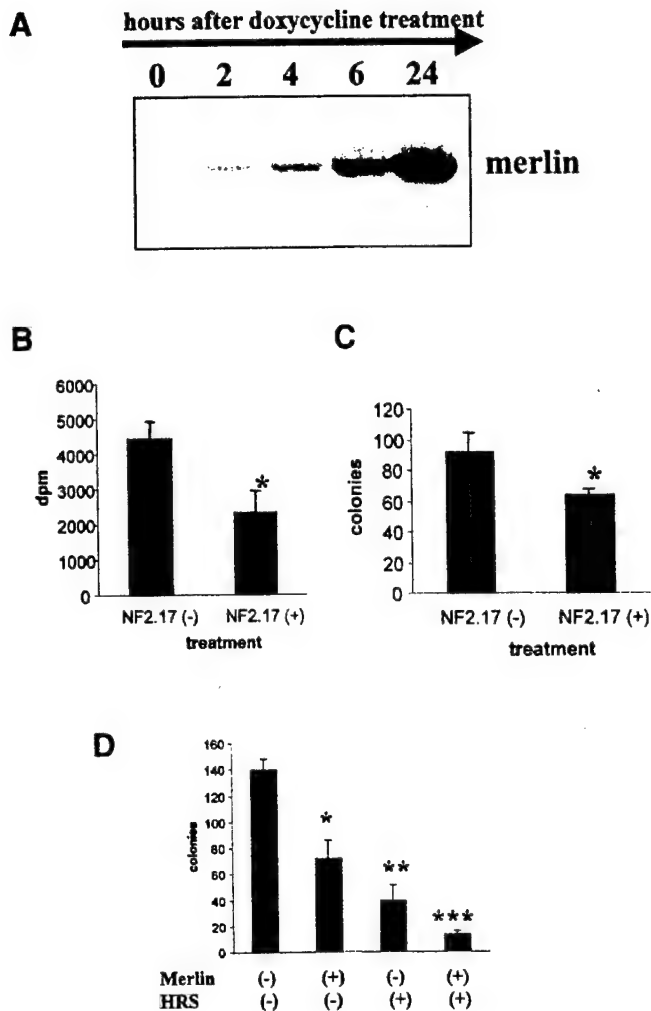 A
hours after doxycycline treatment
0 2 4 6 24
merlin
B
6000
5000
4000
3000
2000
1000
0
dpm
*
NF2.17 (-) NF2.17 (+)
treatment
C
120
100
80
60
40
20
0
colonies
*
NF2.17 (-) NF2.17 (+)
treatment
D
160
140
120
100
80
60
40
20
0
colonies
*
**
***
Merlin (-) (+) (-) (+)
HRS (-) (-) (+) (+)